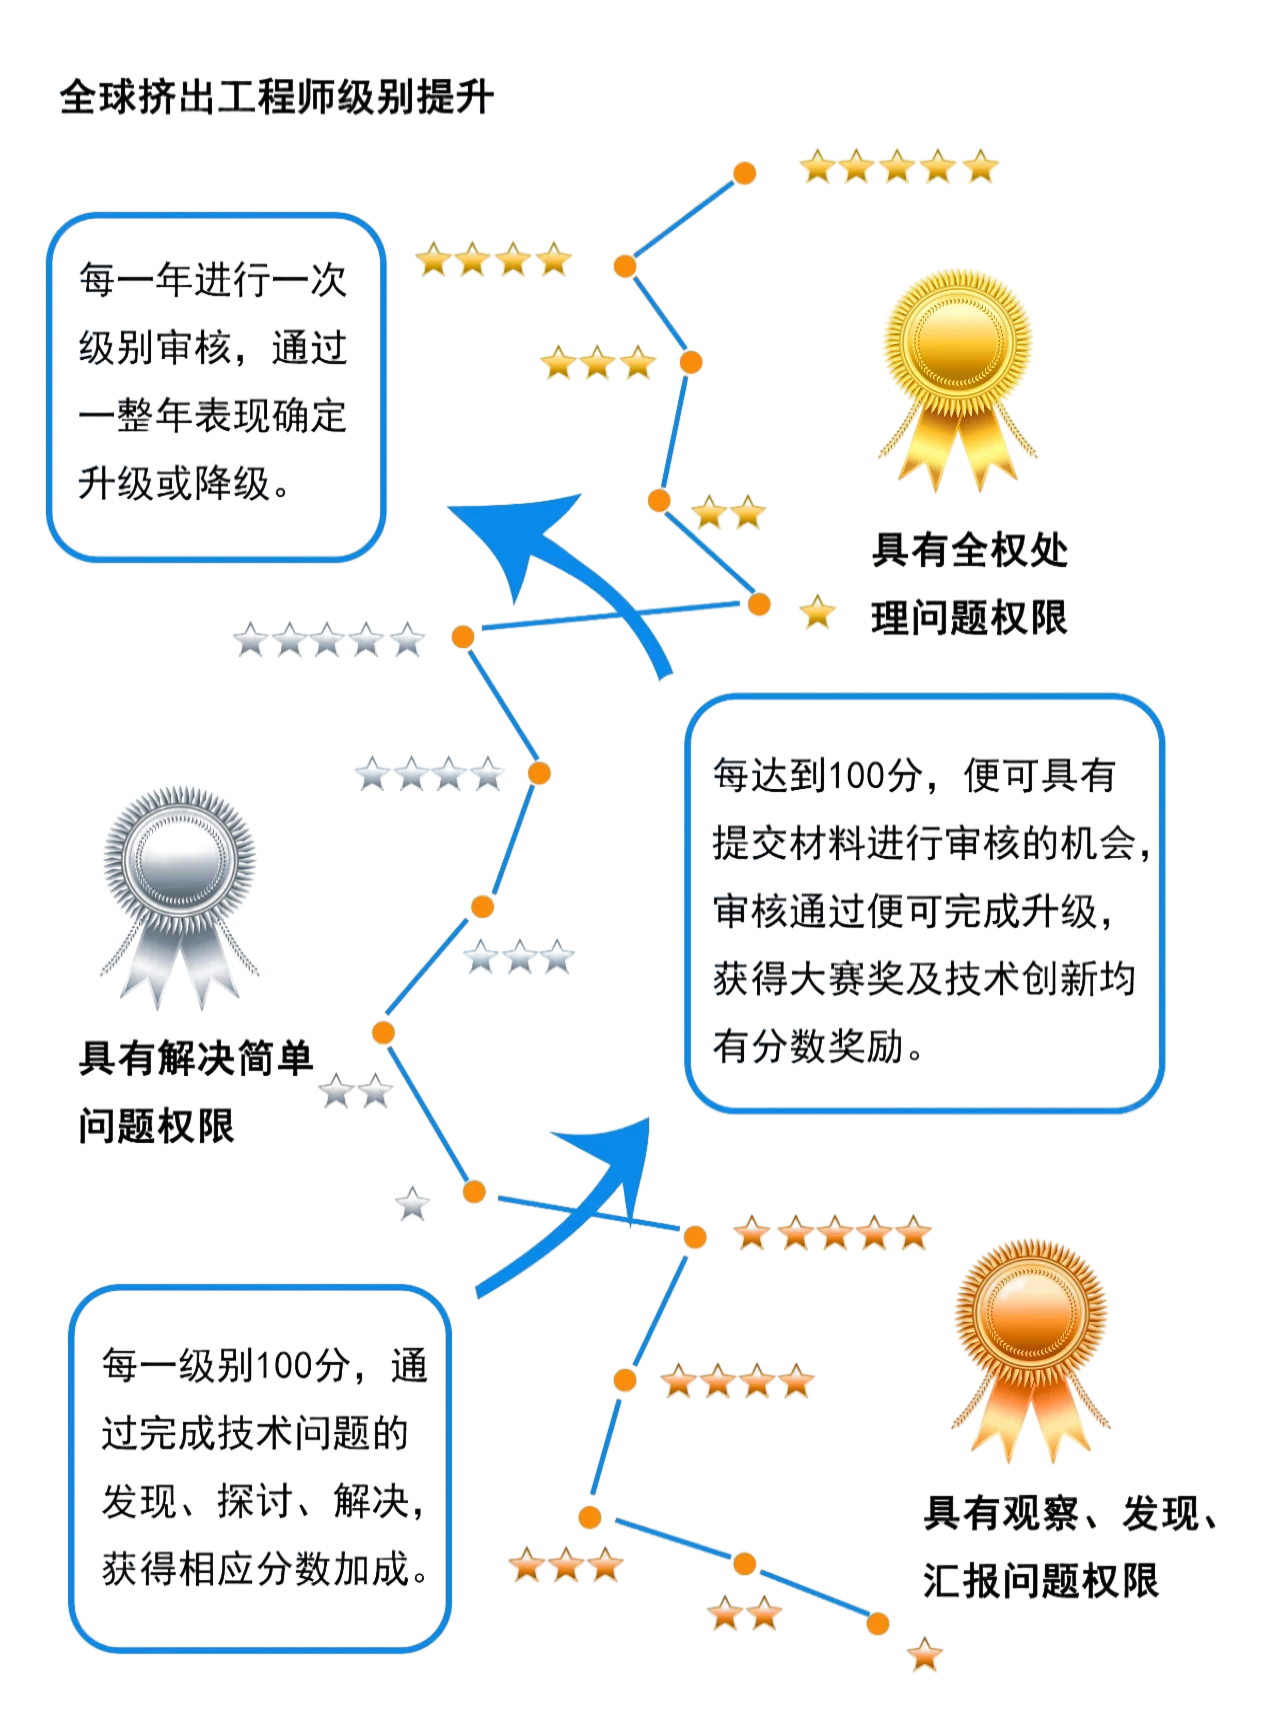 全球挤出工程师级别提升
每一年进行一次
级别审核，通过
一整年表现确定
升级或降级。
具有全权处
理问题权限
每达到100分，便可具有
提交材料进行审核的机会，
审核通过便可完成升级，
获得大赛奖及技术创新均
有分数奖励。
具有解决简单
问题权限
每一级别100分，通
过完成技术问题的
发现、探讨、解决，
获得相应分数加成。
具有观察、发现、
汇报问题权限